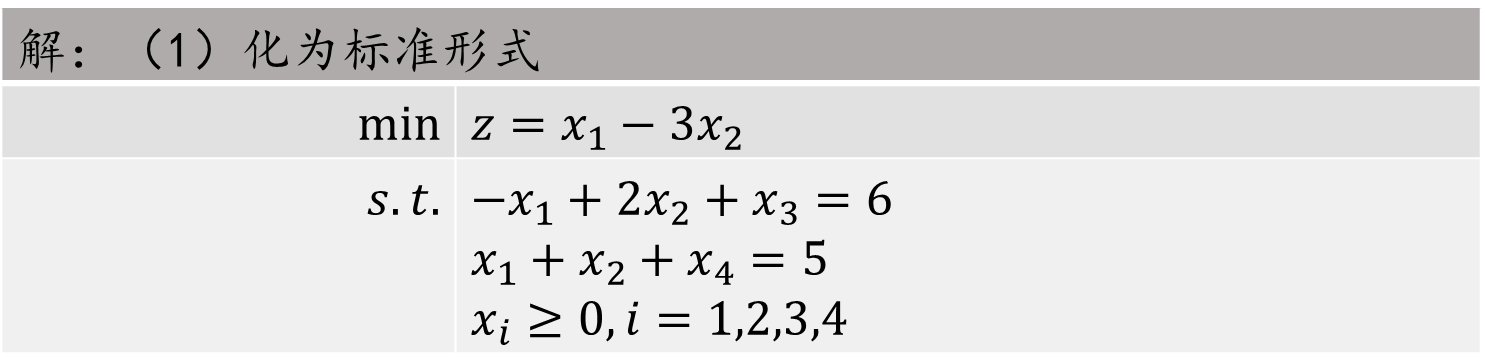 解：（1）化为标准形式
min z = x₁ − 3x₂
s.t. −x₁ + 2x₂ + x₃ = 6
x₁ + x₂ + x₄ = 5
xᵢ ≥ 0, i = 1,2,3,4